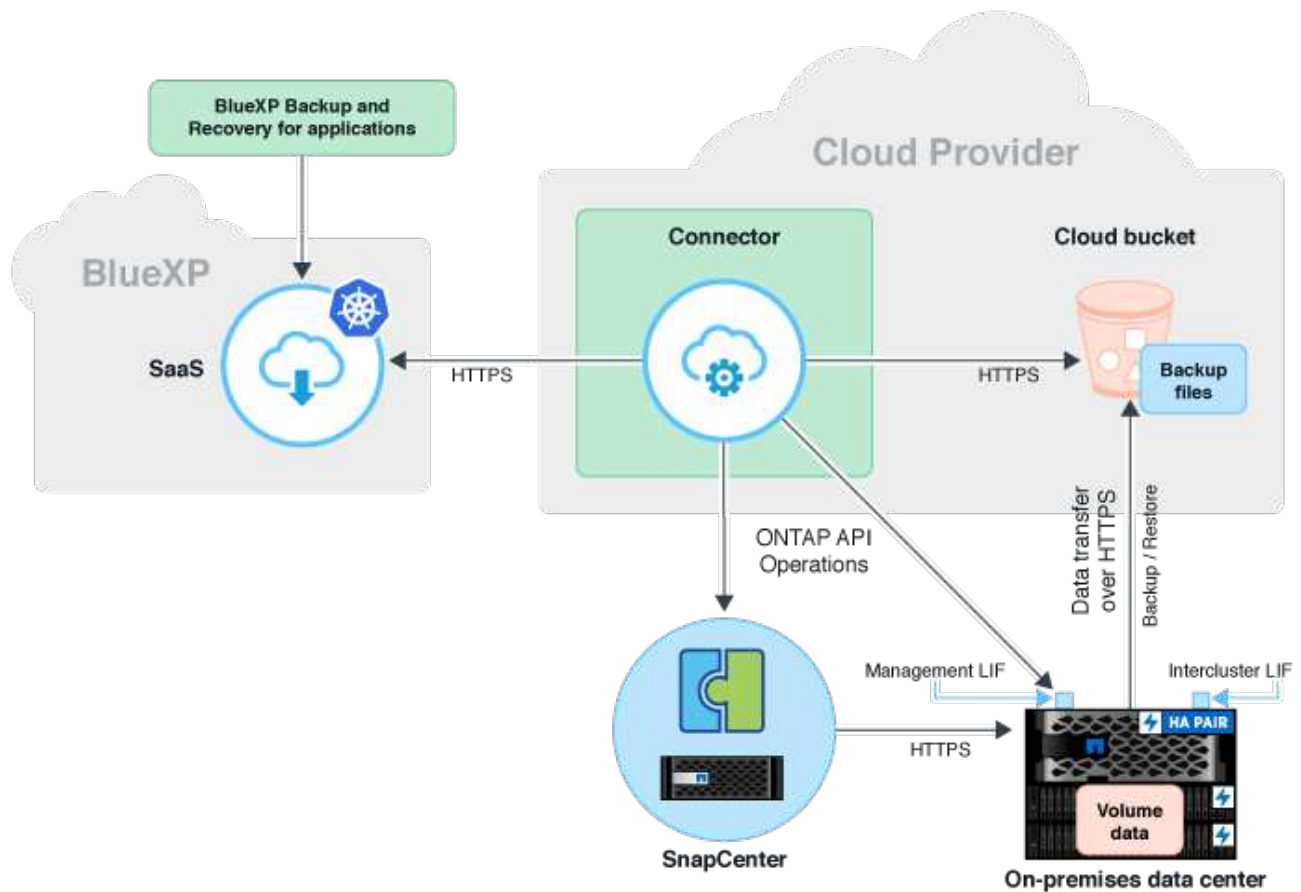 BlueXP Backup and
Recovery for applications
Cloud Provider
BlueXP
Connector
Cloud bucket
SaaS
HTTPS
HTTPS
Backup
files
Data transfer
over HTTPS
Backup / Restore
ONTAP API
Operations
Management LIF
Intercluster LIF
HA PAIR
HTTPS
Volume
data
SnapCenter
On-premises data center